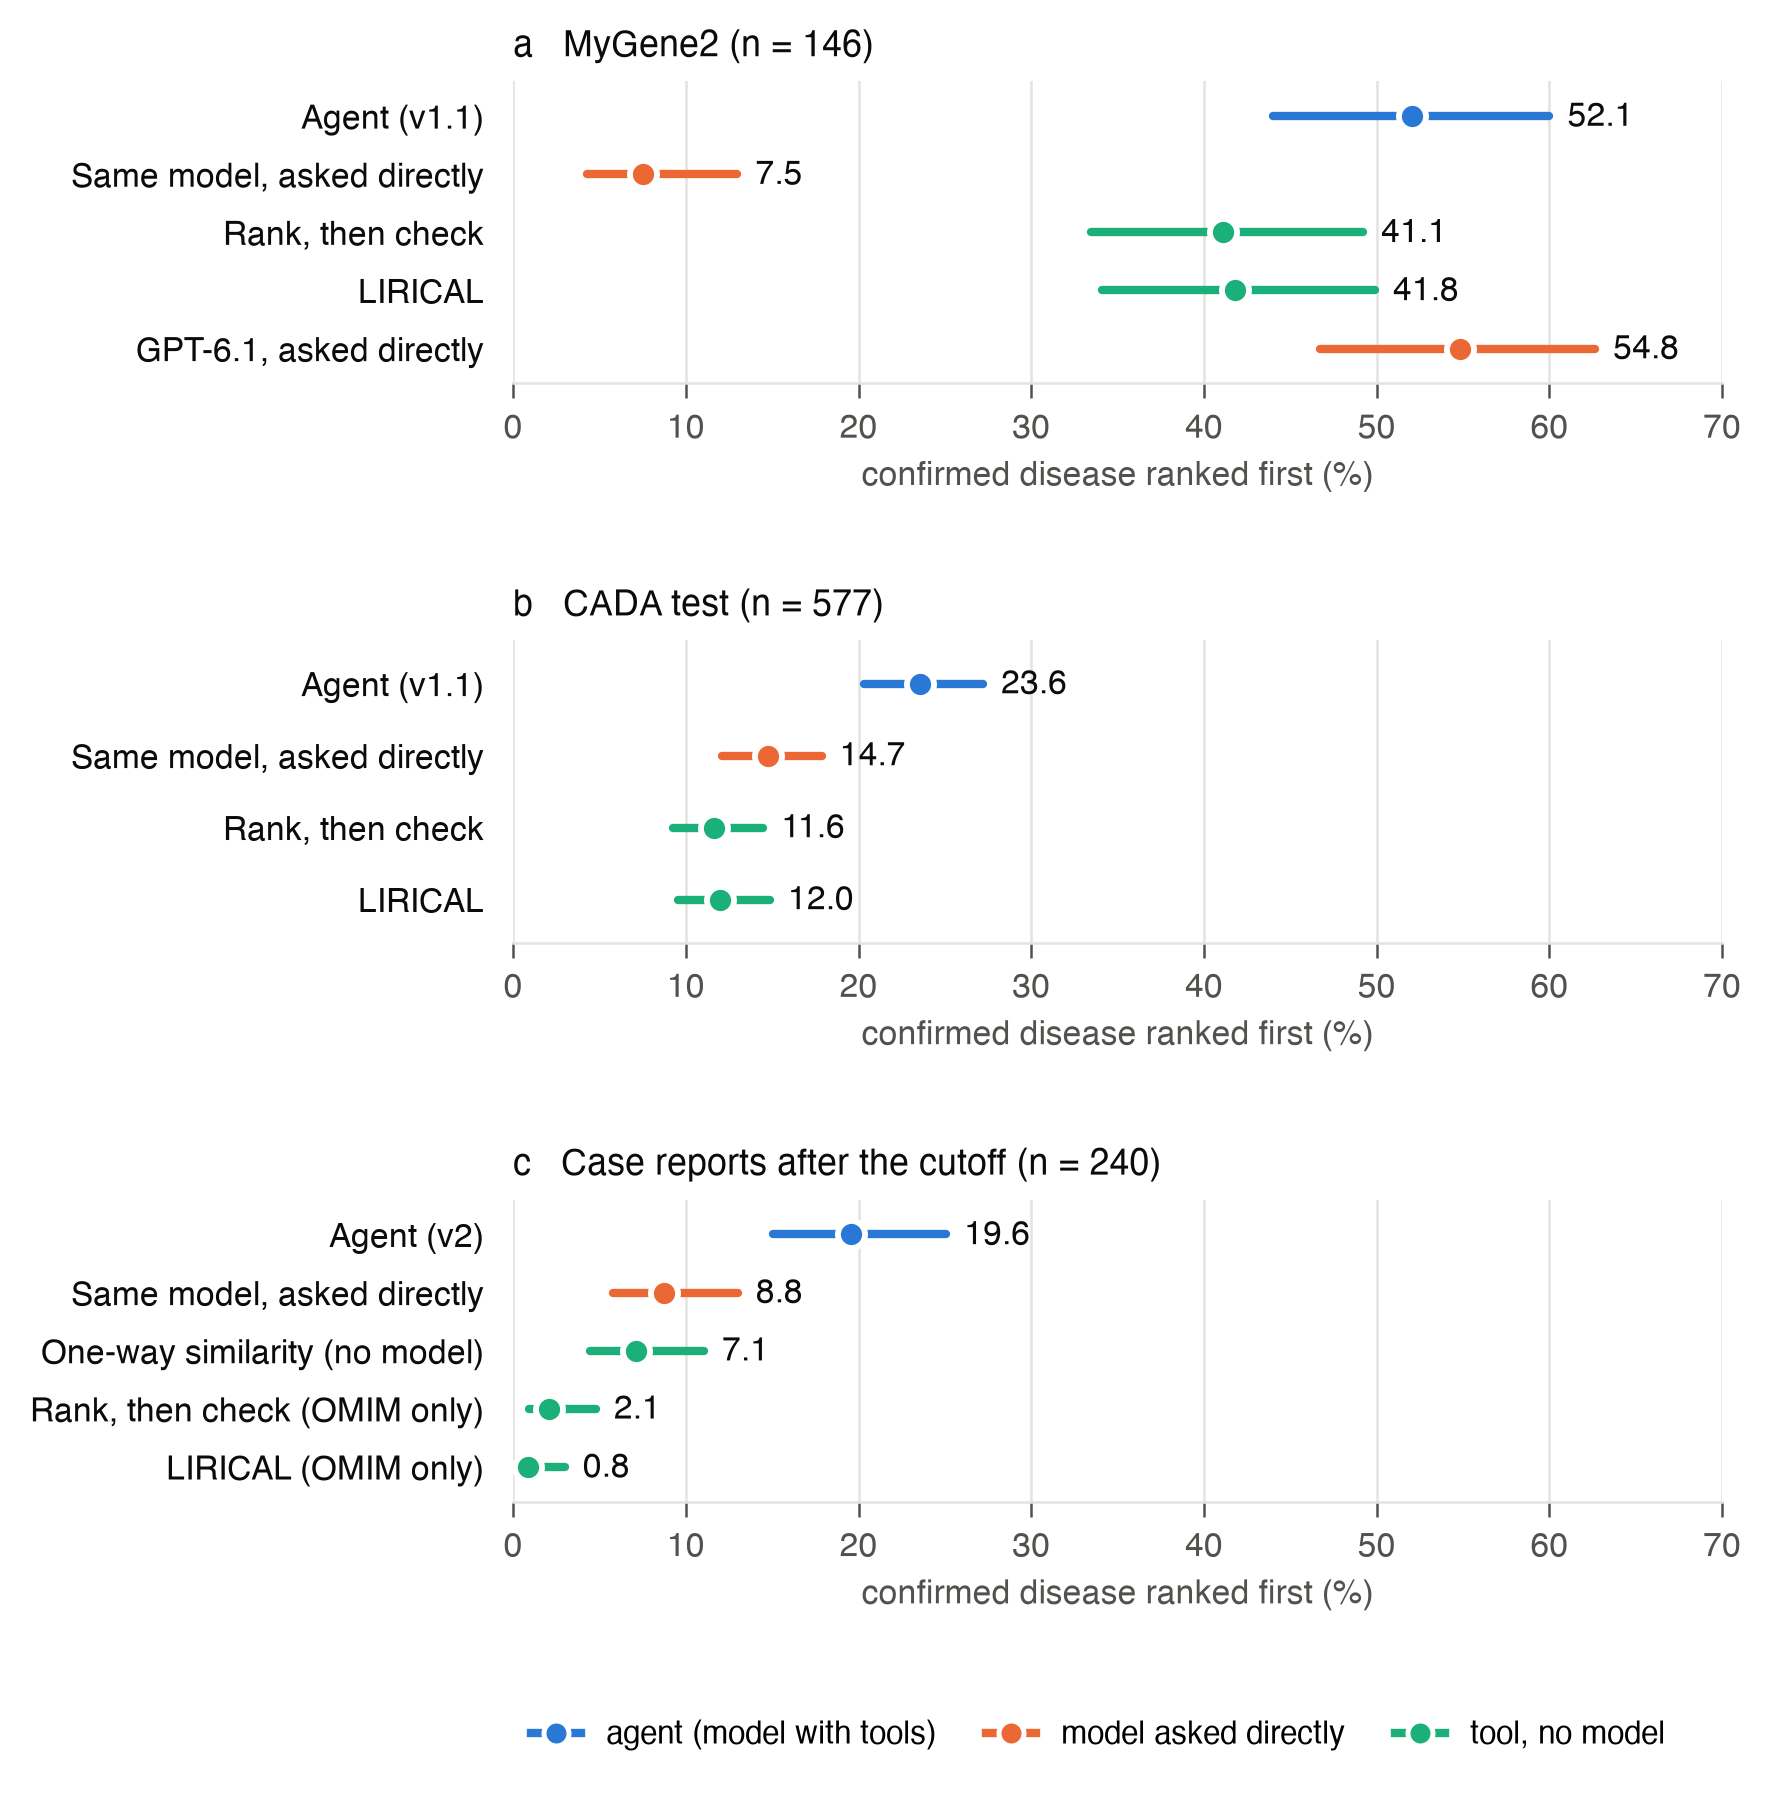 a MyGene2 (n = 146)
Agent (v1.1) 52.1
Same model, asked directly 7.5
Rank, then check 41.1
LIRICAL 41.8
GPT-6.1, asked directly 54.8
0 10 20 30 40 50 60 70
confirmed disease ranked first (%)
b CADA test (n = 577)
Agent (v1.1) 23.6
Same model, asked directly 14.7
Rank, then check 11.6
LIRICAL 12.0
0 10 20 30 40 50 60 70
confirmed disease ranked first (%)
c Case reports after the cutoff (n = 240)
Agent (v2) 19.6
Same model, asked directly 8.8
One-way similarity (no model) 7.1
Rank, then check (OMIM only) 2.1
LIRICAL (OMIM only) 0.8
0 10 20 30 40 50 60 70
confirmed disease ranked first (%)
agent (model with tools) model asked directly tool, no model